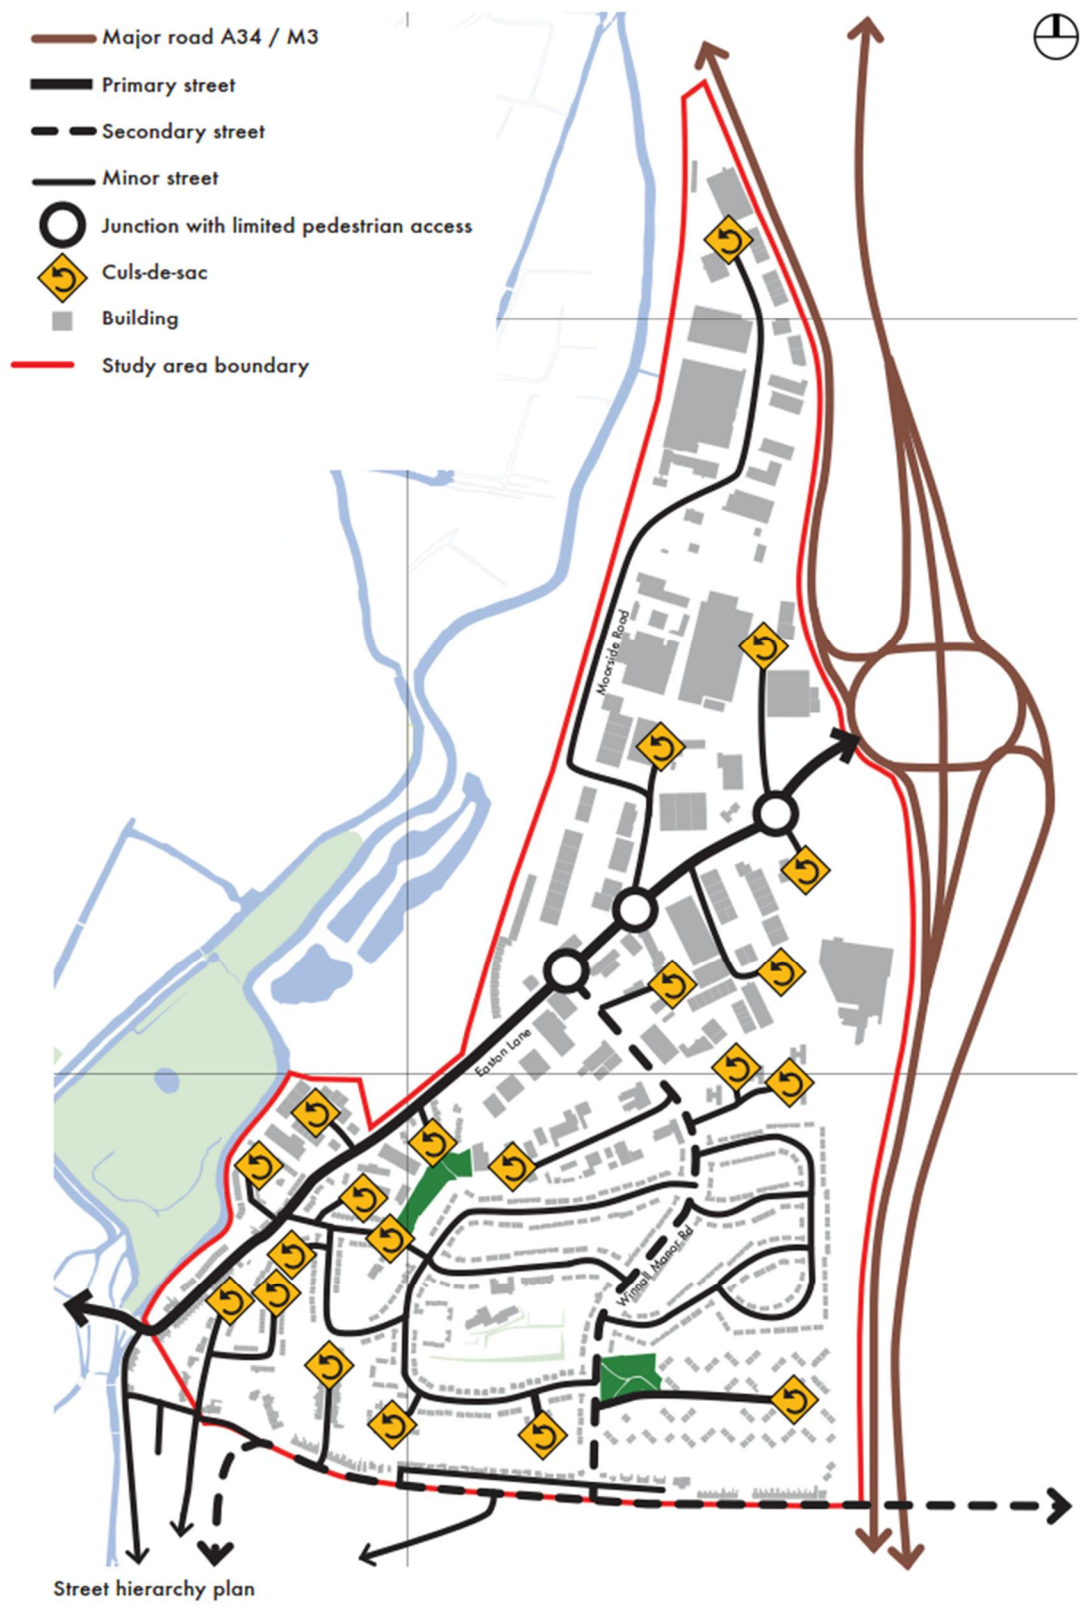 Major road A34 / M3
Primary street
Secondary street
Minor street
Junction with limited pedestrian access
Culs-de-sac
Building
Study area boundary
Moorside Road
Easton Lane
Winnall Manor Rd
Street hierarchy plan